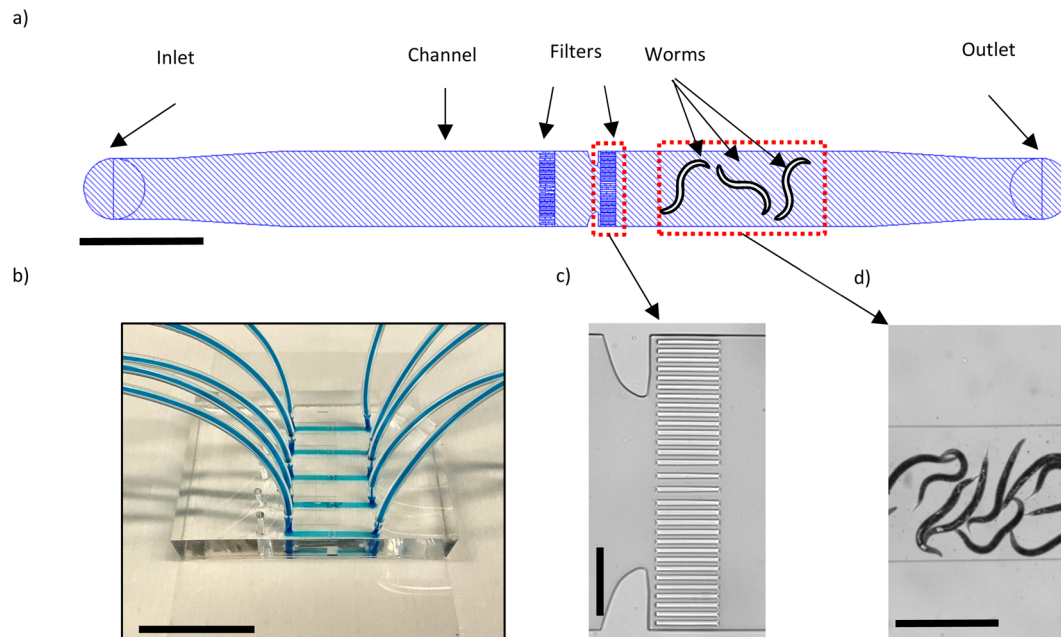 a)
Inlet
Channel
Filters
Worms
Outlet
b)
c)
d)